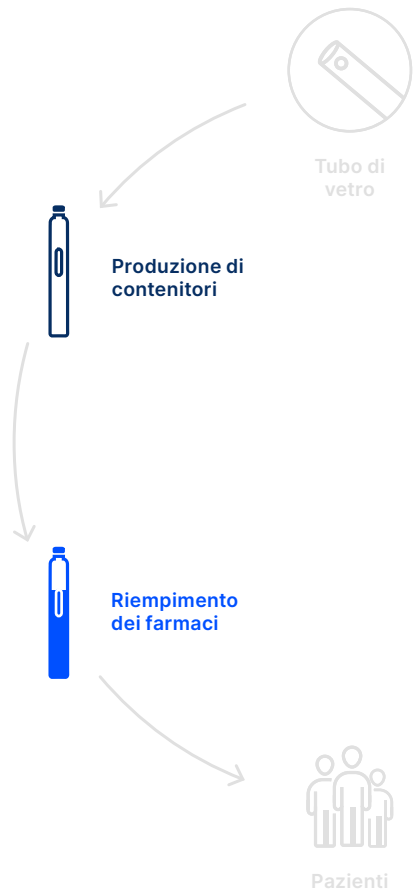 Tubo di
vetro
Produzione di
contenitori
Riempimento
dei farmaci
Pazienti